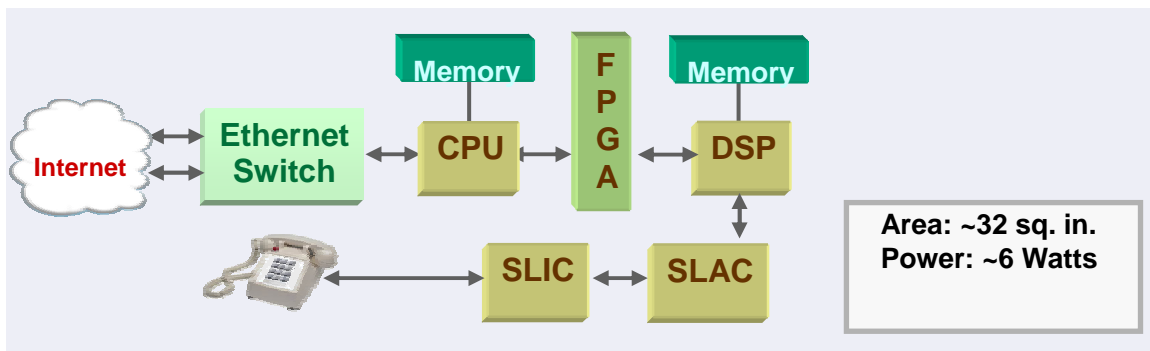 Memory
Memory
F
P
G
A
Internet
Ethernet
Switch
CPU
DSP
SLIC
SLAC
Area: ~32 sq. in.
Power: ~6 Watts